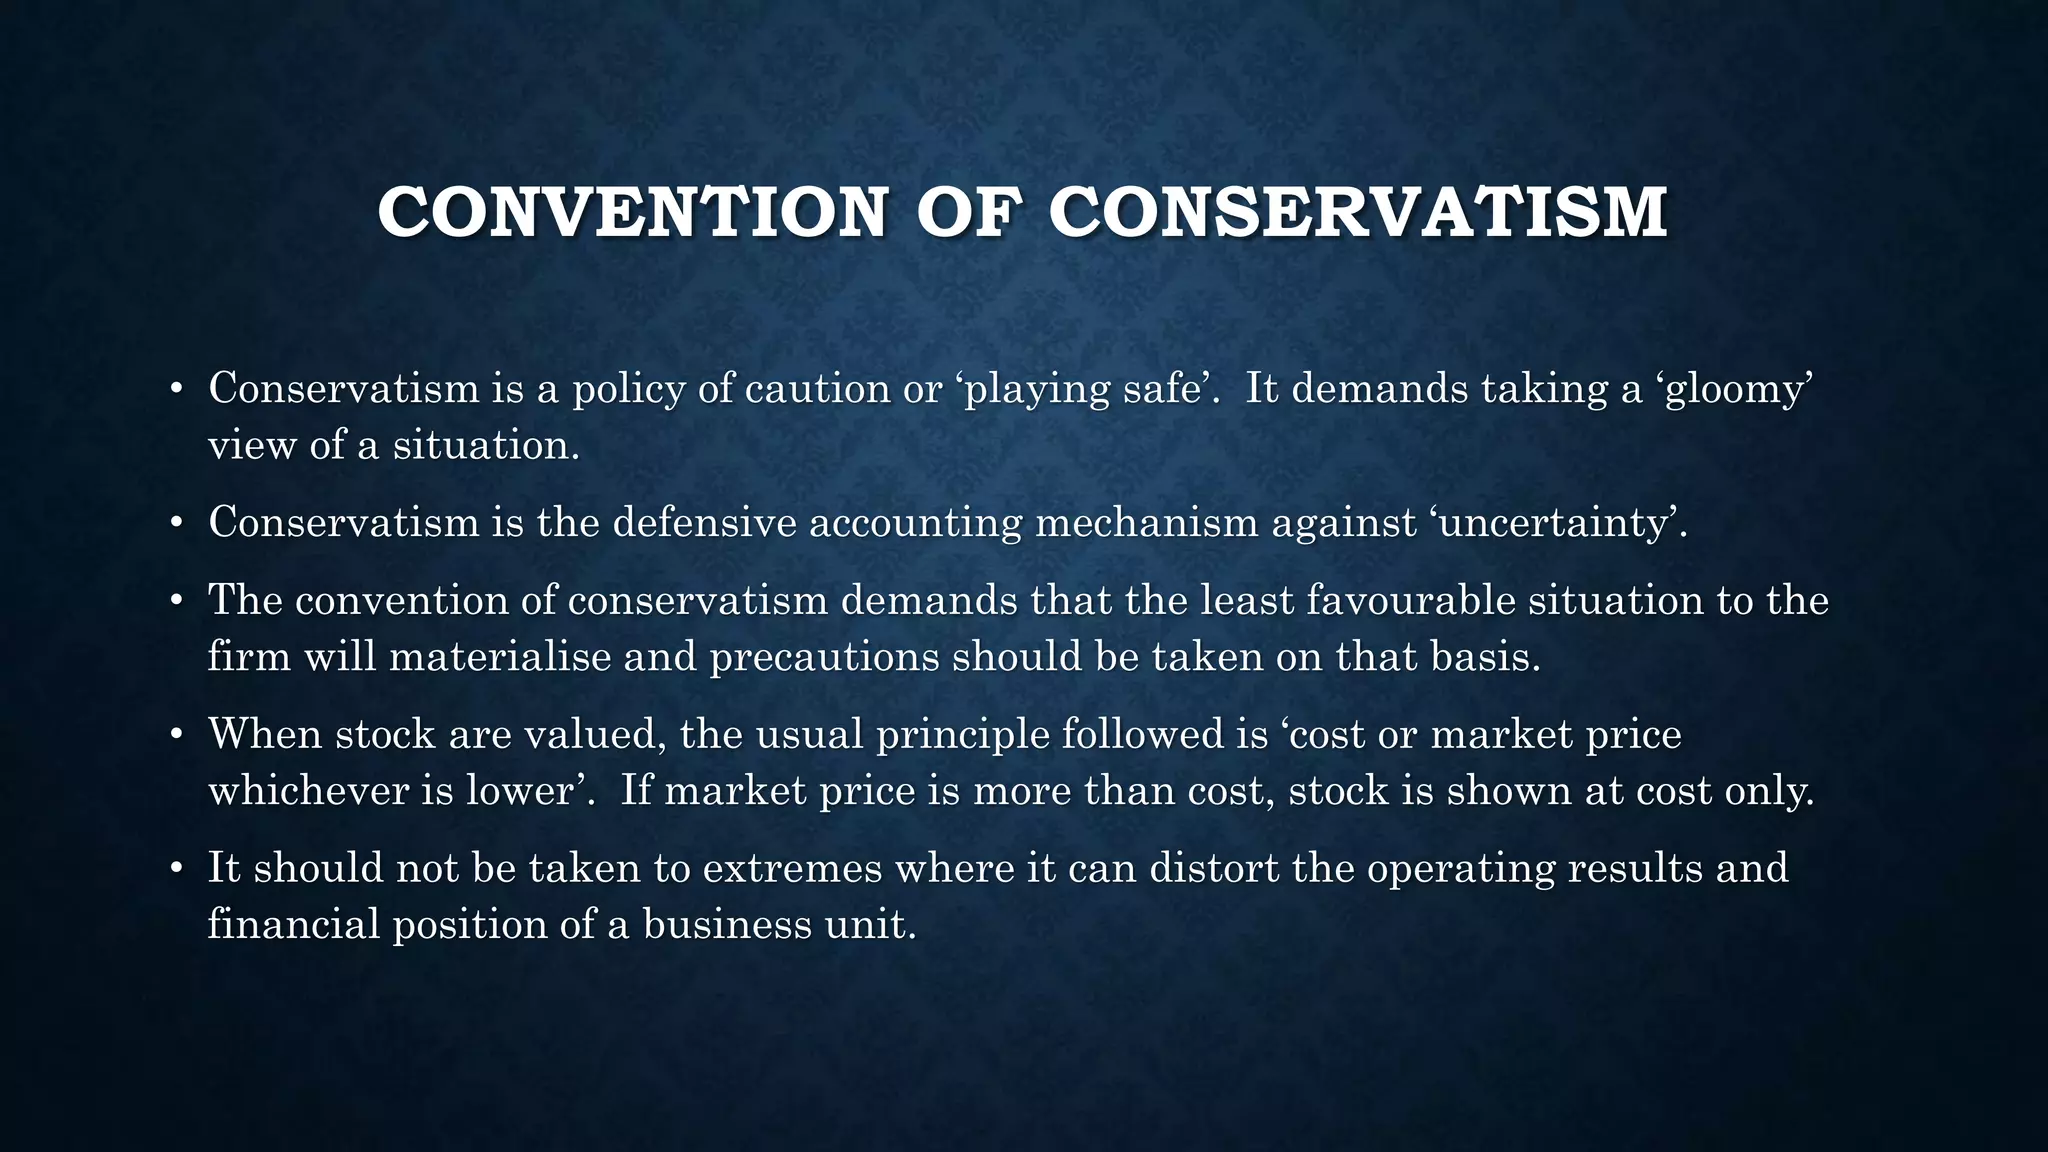 CONVENTION OF CONSERVATISM
• Conservatism is a policy of caution or ‘playing safe’.  It demands taking a ‘gloomy’
view of a situation.
• Conservatism is the defensive accounting mechanism against ‘uncertainty’.
• The convention of conservatism demands that the least favourable situation to the
firm will materialise and precautions should be taken on that basis.
• When stock are valued, the usual principle followed is ‘cost or market price
whichever is lower’.  If market price is more than cost, stock is shown at cost only.
• It should not be taken to extremes where it can distort the operating results and
financial position of a business unit.